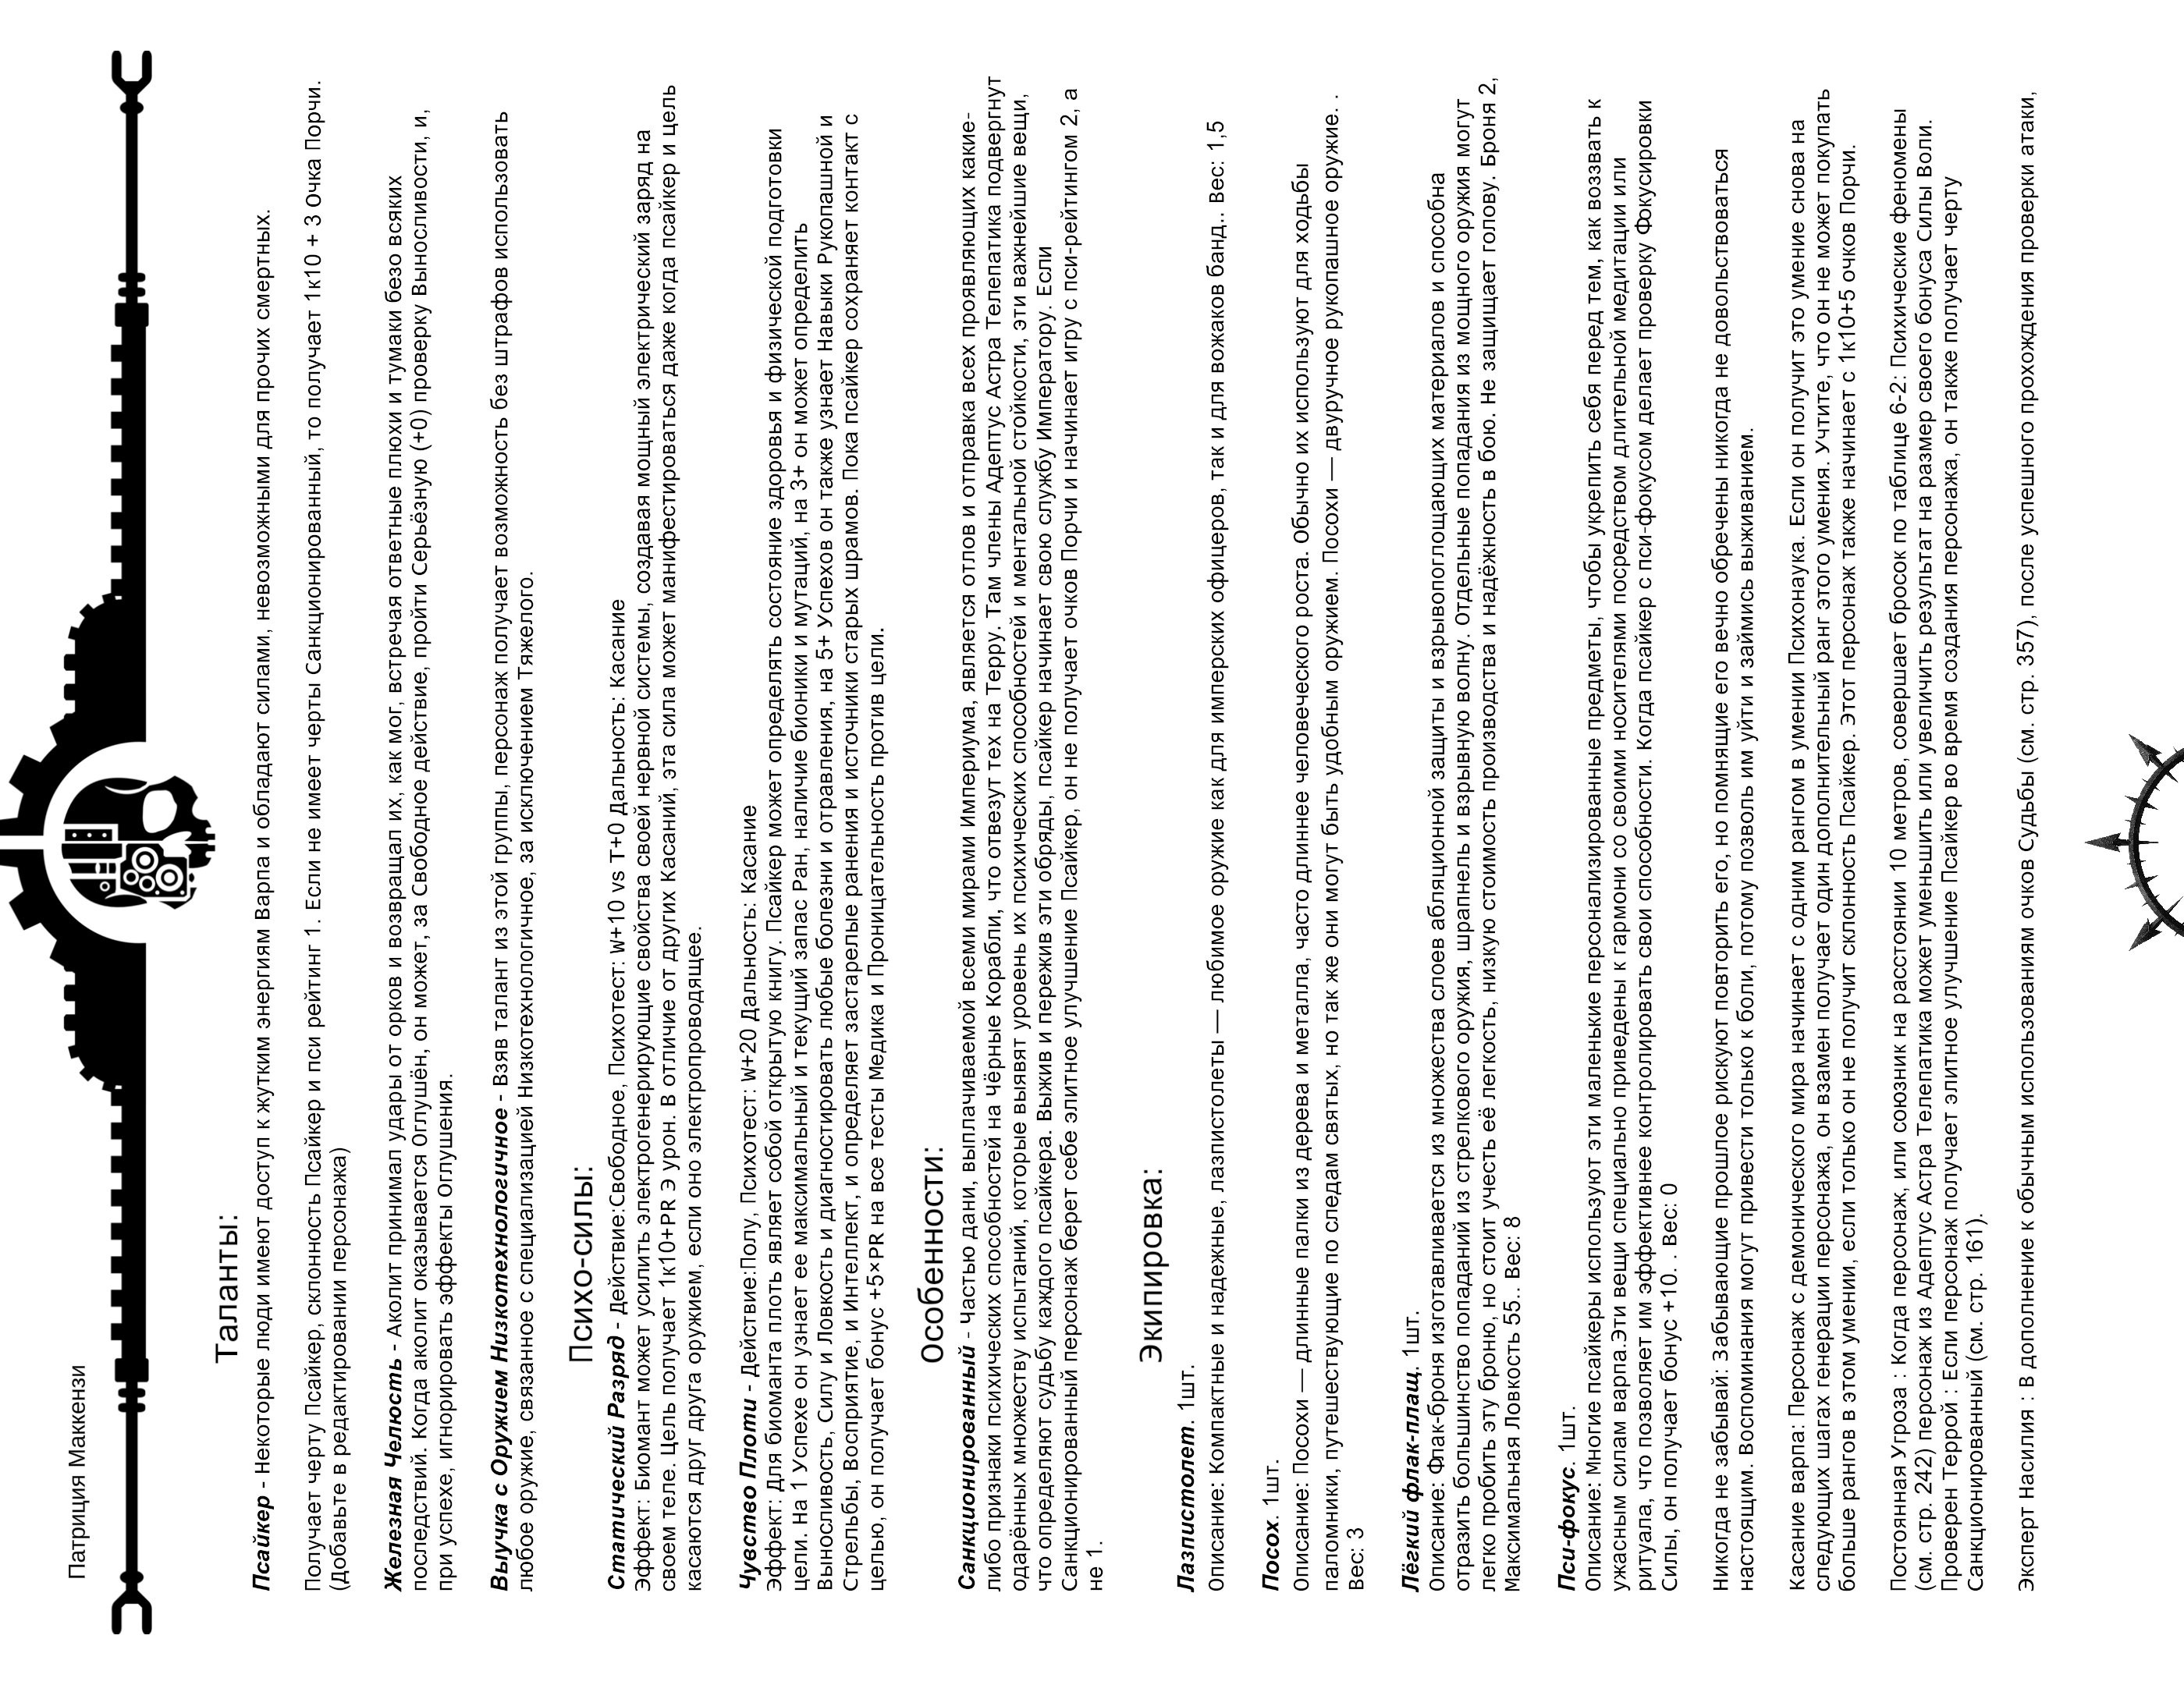 Патриция Маккензи
Таланты:
Псайкер - Некоторые люди имеют доступ к жутким энергиям Варпа и обладают силами, невозможными для прочих смертных.
Получает черту Псайкер, склонность Псайкер и пси рейтинг 1. Если не имеет черты Санкционированный, то получает 1к10 + 3 очка Порчи.
(Добавьте в редактировании персонажа)
Железная Челюсть - Аколит принимал удары от орков и возвращал их, как мог, встречая ответные плюхи и тумаки безо всяких
последствий. Когда аколит оказывается Оглушён, он может, за Свободное действие, пройти Серьёзную (+0) проверку Выносливости, и,
при успехе, игнорировать эффекты Оглушения.
Выучка с Оружием Низкотехнологичное - Взяв талант из этой группы, персонаж получает возможность без штрафов использовать
любое оружие, связанное с специализацией Низкотехнологичное, за исключением Тяжелого.
Психо-силы:
Статический Разряд - Действие:Свободное, Психотест: W+10 vs T+0 Дальность: Касание
Эффект: Биомант может усилить электрогенерирующие свойства своей нервной системы, создавая мощный электрический заряд на
своем теле. Цель получает 1к10+PR Э урон. В отличие от других Касаний, эта сила может манифестироваться даже когда псайкер и цель
касаются друг друга оружием, если оно электропроводящее.
Чувство Плоти - Действие:Полу, Психотест: W+20 Дальность: Касание
Эффект: Для биоманта плоть являет собой открытую книгу. Псайкер может определять состояние здоровья и физической подготовки
цели. На 1 Успехе он узнает ее максимальный и текущий запас Ран, наличие бионики и мутаций, на 3+ он может определить
Выносливость, Силу и Ловкость и диагностировать любые болезни и отравления, на 5+ Успехов он также узнает Навыки Рукопашной и
Стрельбы, Восприятие, и Интеллект, и определяет застарелые ранения и источники старых шрамов. Пока псайкер сохраняет контакт с
целью, он получает бонус +5×PR на все тесты Медика и Проницательность против цели.
Особенности:
Санкционированный - Частью дани, выплачиваемой всеми мирами Империума, является отлов и отправка всех проявляющих какие-
либо признаки психических способностей на Чёрные Корабли, что отвезут тех на Терру. Там члены Адептус Астра Телепатика подвергнут
одарённых множеству испытаний, которые выявят уровень их психических способностей и ментальной стойкости, эти важнейшие вещи,
что определяют судьбу каждого псайкера. Выжив и пережив эти обряды, псайкер начинает свою службу Императору. Если
Санкционированный персонаж берет себе элитное улучшение Псайкер, он не получает очков Порчи и начинает игру с пси-рейтингом 2, а
не 1.
Экипировка:
Лазпистолет. 1шт.
Описание: Компактные и надежные, лазпистолеты — любимое оружие как для имперских офицеров, так и для вожаков банд.. Вес: 1,5
Посох. 1шт.
Описание: Посохи — длинные палки из дерева и металла, часто длиннее человеческого роста. Обычно их используют для ходьбы
паломники, путешествующие по следам святых, но так же они могут быть удобным оружием. Посохи — двуручное рукопашное оружие. .
Вес: 3
Лёгкий флак-плащ. 1шт.
Описание: Флак-броня изготавливается из множества слоев абляционной защиты и взрывопоглощающих материалов и способна
отразить большинство попаданий из стрелкового оружия, шрапнель и взрывную волну. Отдельные попадания из мощного оружия могут
легко пробить эту броню, но стоит учесть её легкость, низкую стоимость производства и надёжность в бою. Не защищает голову. Броня 2,
Максимальная Ловкость 55.. Вес: 8
Пси-фокус. 1шт.
Описание: Многие псайкеры используют эти маленькие персонализированные предметы, чтобы укрепить себя перед тем, как воззвать к
ужасным силам варпа.Эти вещи специально приведены к гармонии со своими носителями посредством длительной медитации или
ритуала, что позволяет им эффективнее контролировать свои способности. Когда псайкер с пси-фокусом делает проверку Фокусировки
Силы, он получает бонус +10. . Вес: 0
Никогда не забывай: Забывающие прошлое рискуют повторить его, но помнящие его вечно обречены никогда не довольствоваться
настоящим. Воспоминания могут привести только к боли, потому позволь им уйти и займись выживанием.
Касание варпа: Персонаж с демонического мира начинает с одним рангом в умении Психонаука. Если он получит это умение снова на
следующих шагах генерации персонажа, он взамен получает один дополнительный ранг этого умения. Учтите, что он не может покупать
больше рангов в этом умении, если только он не получит склонность Псайкер. Этот персонаж также начинает с 1к10+5 очков Порчи.
Постоянная Угроза : Когда персонаж, или союзник на расстоянии 10 метров, совершает бросок по таблице 6-2: Психические феномены
(см. стр. 242) персонаж из Адептус Астра Телепатика может уменьшить или увеличить результат на размер своего бонуса Силы Воли.
Проверен Террой : Если персонаж получает элитное улучшение Псайкер во время создания персонажа, он также получает черту
Санкционированный (см. стр. 161).
Эксперт Насилия : В дополнение к обычным использованиям очков Судьбы (см. стр. 357), после успешного прохождения проверки атаки,